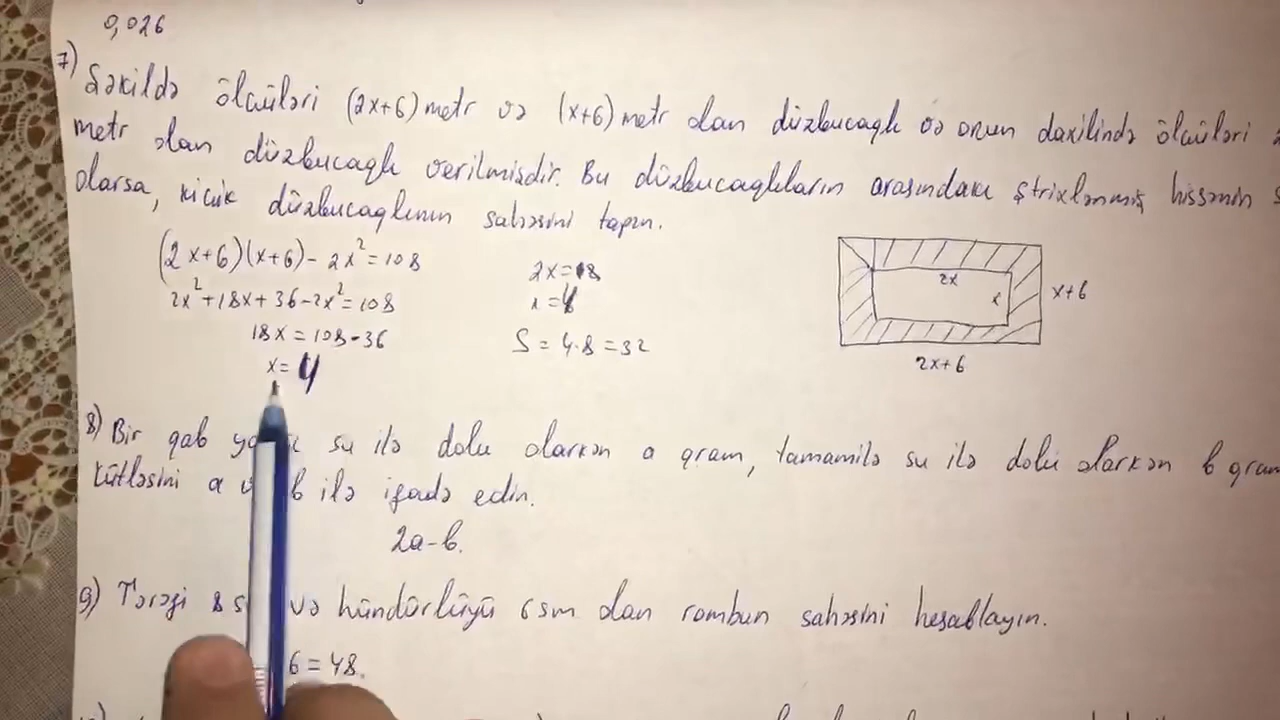 0,026
7) Şəkildə ölçüləri (2x+6) metr və (x+6) metr olan düzbucaqlı və onun daxilində ölçüləri
metr olan düzbucaqlı verilmişdir. Bu düzbucaqlıların arasındakı ştrixlənmiş hissənin
olarsa, kiçik düzbucaqlının sahəsini tapın.
(2x+6)(x+6) - 2x² = 108
2x² + 18x + 36 - 2x² = 108
18x = 108 - 36
x = 4
2x = 8
x = 4
S = 4·8 = 32
2x
x
x+6
2x+6
8) Bir qab su ilə dolu olarkən a qram, tamamilə su ilə dolu olarkən b qram
kütləsini a b ilə ifadə edin.
2a-b.
9) Tərəfi 8 və hündürlüyü 6 sm olan rombun sahəsini hesablayın.
6 = 48.